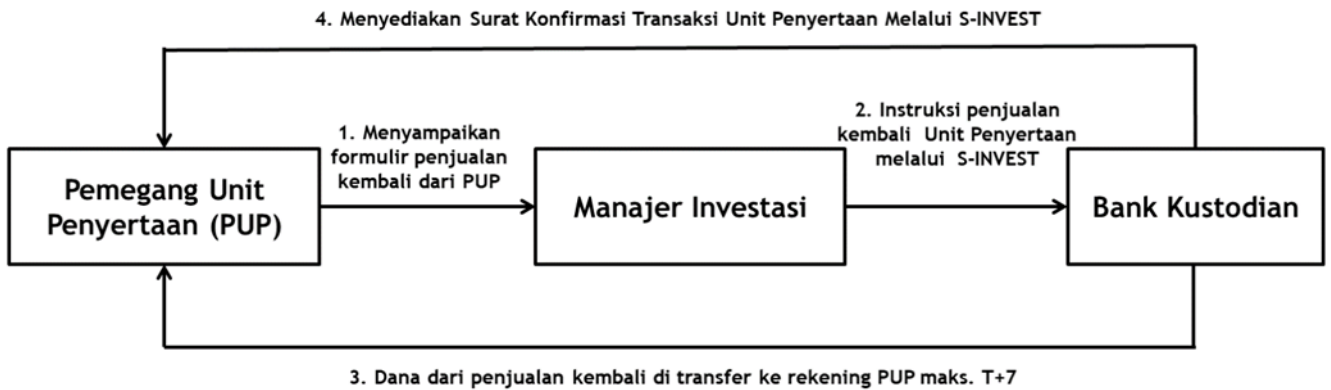 4. Menyediakan Surat Konfirmasi Transaksi Unit Penyertaan Melalui S-INVEST
1. Menyampaikan
formulir penjualan
kembali dari PUP
2. Instruksi penjualan
kembali Unit Penyertaan
melalui S-INVEST
Pemegang Unit
Penyertaan (PUP)
Manajer Investasi
Bank Kustodian
3. Dana dari penjualan kembali di transfer ke rekening PUP maks. T+7